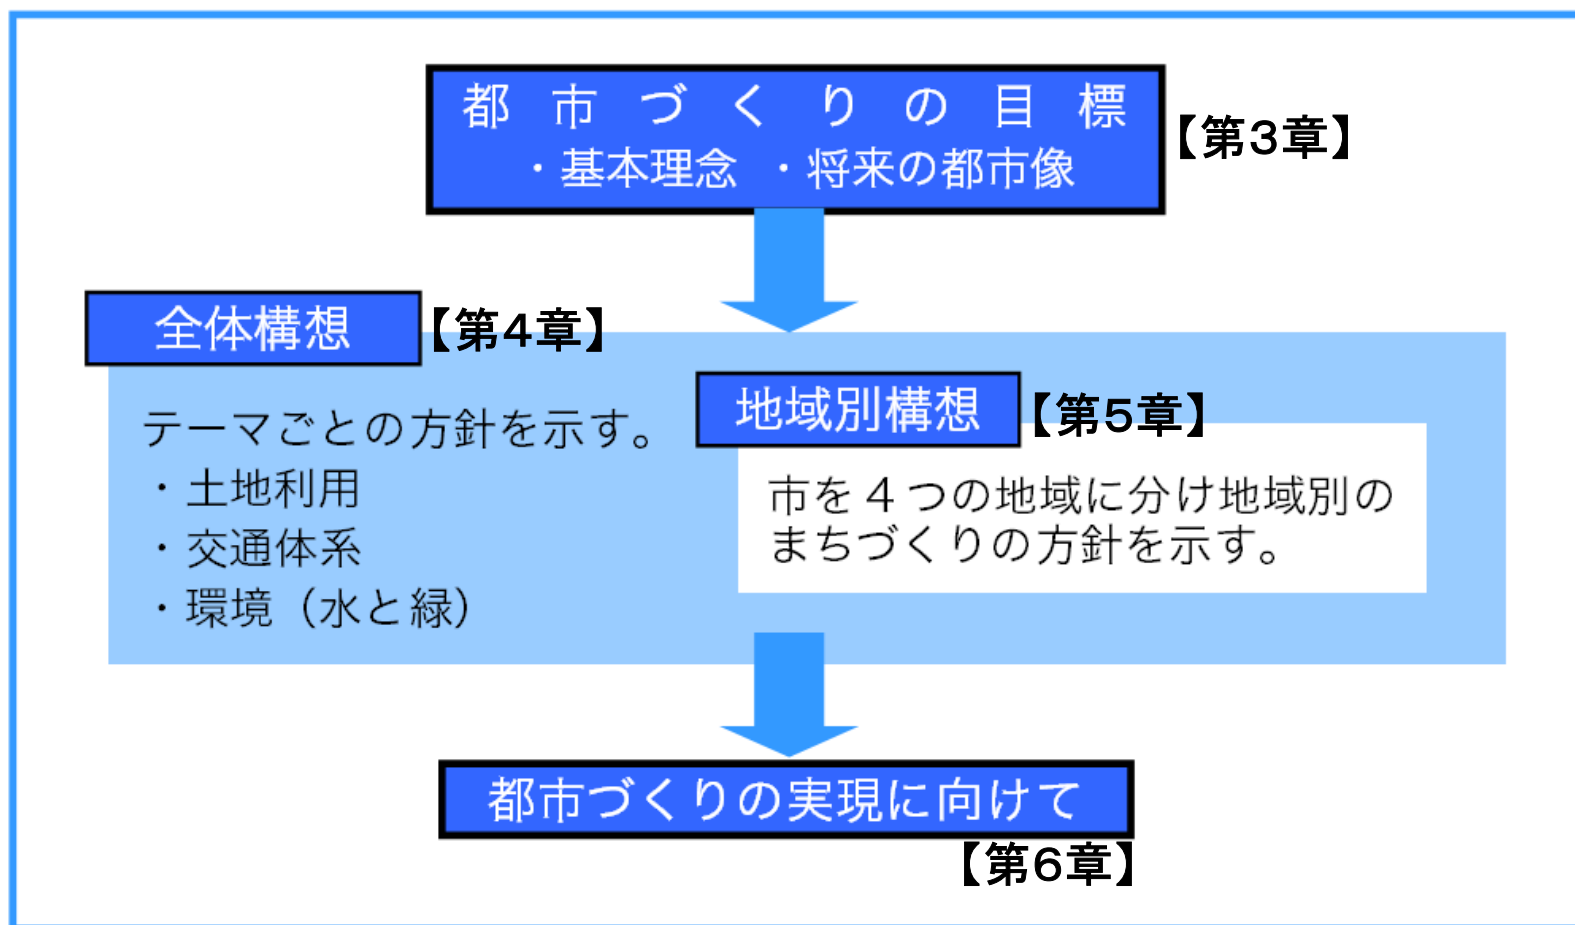 都市づくりの目標
・基本理念 ・将来の都市像
【第3章】
全体構想
【第4章】
テーマごとの方針を示す。
・土地利用
・交通体系
・環境（水と緑）
地域別構想
【第5章】
市を４つの地域に分け地域別の
まちづくりの方針を示す。
都市づくりの実現に向けて
【第6章】